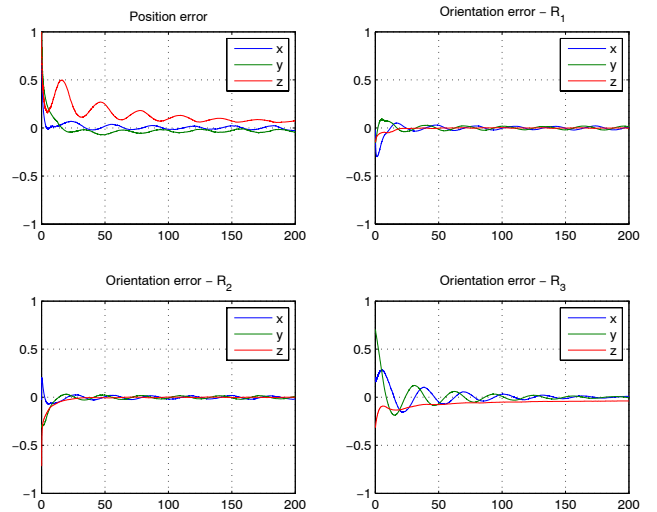 Position error
1
0.5
0
−0.5
−1
0 50 100 150 200
x
y
z
Orientation error − R₁
1
0.5
0
−0.5
−1
0 50 100 150 200
x
y
z
Orientation error − R₂
1
0.5
0
−0.5
−1
0 50 100 150 200
x
y
z
Orientation error − R₃
1
0.5
0
−0.5
−1
0 50 100 150 200
x
y
z